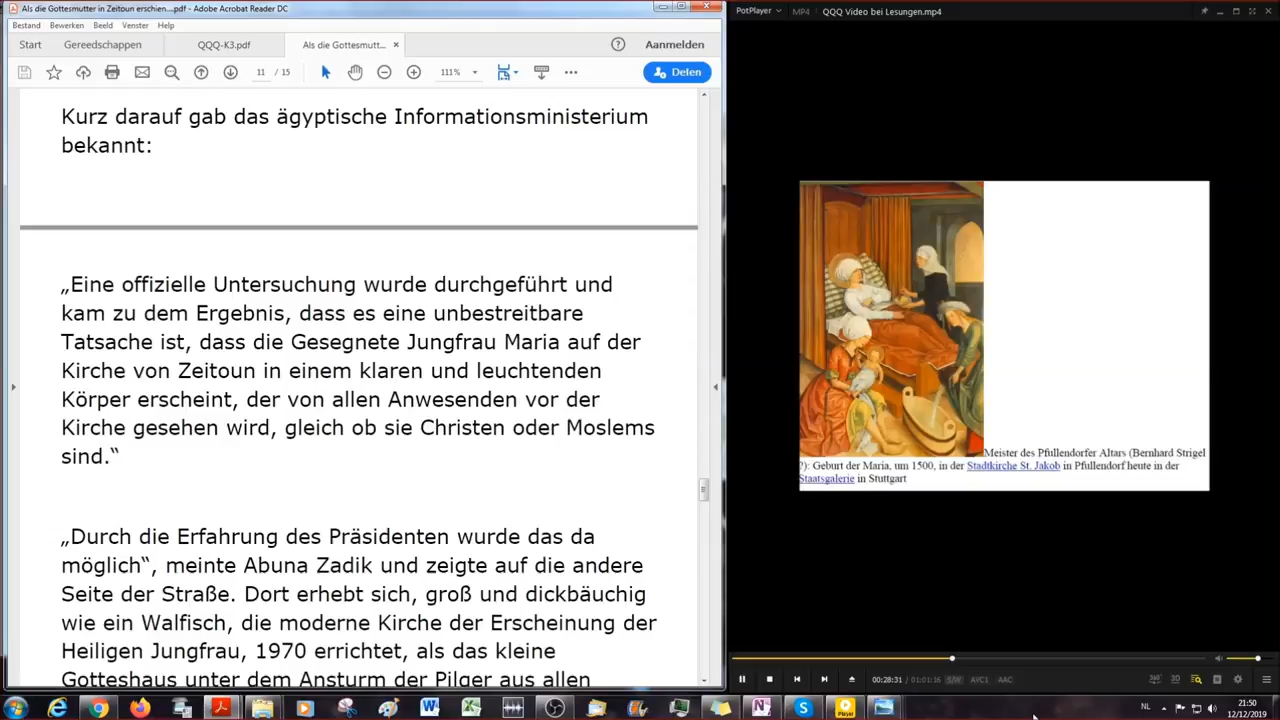 Als die Gottesmutter in Zeitoun erschien....pdf - Adobe Acrobat Reader DC
Bestand Bewerken Beeld Venster Help
Start Gereedschappen QQQ-K3.pdf Als die Gottesmutt... × Anmelden
11 / 15 111% Delen
Kurz darauf gab das ägyptische Informationsministerium
bekannt:
„Eine offizielle Untersuchung wurde durchgeführt und
kam zu dem Ergebnis, dass es eine unbestreitbare
Tatsache ist, dass die Gesegnete Jungfrau Maria auf der
Kirche von Zeitoun in einem klaren und leuchtenden
Körper erscheint, der von allen Anwesenden vor der
Kirche gesehen wird, gleich ob sie Christen oder Moslems
sind.“
„Durch die Erfahrung des Präsidenten wurde das da
möglich“, meinte Abuna Zadik und zeigte auf die andere
Seite der Straße. Dort erhebt sich, groß und dickbäuchig
wie ein Walfisch, die moderne Kirche der Erscheinung der
Heiligen Jungfrau, 1970 errichtet, als das kleine
Gotteshaus unter dem Ansturm der Pilger aus allen
PotPlayer MP4 QQQ Video bei Lesungen.mp4
Meister des Pfullendorfer Altars (Bernhard Strigel
?): Geburt der Maria, um 1500, in der Stadtkirche St. Jakob in Pfullendorf heute in der
Staatsgalerie in Stuttgart
00:28:31 / 01:01:16 S/W AVC1 AAC
360° 3D
NL 21:50
12/12/2019